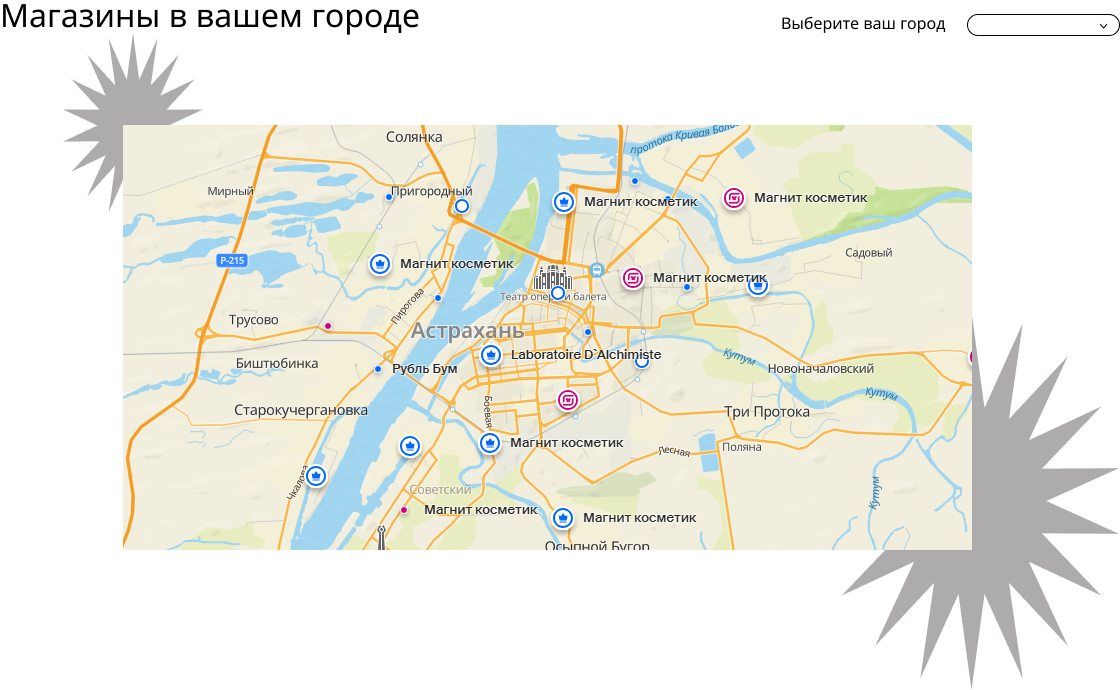 Магазины в вашем городе
Выберите ваш город
Солянка
протока Кривая Болда
Мирный
Пригородный
Магнит косметик
Магнит косметик
Р-215
Магнит косметик
Садовый
Магнит косметик
Театр оперы и балета
Пирогова
Трусово
Астрахань
Laboratoire D`Alchimiste
Кутум
Биштюбинка
Рубль Бум
Новоначаловский
Кутум
Старокучергановка
Боевая
Три Протока
Магнит косметик
Поляна
Лесная
Чкалова
Советский
Кутум
Магнит косметик
Магнит косметик
Осыпной Бугор